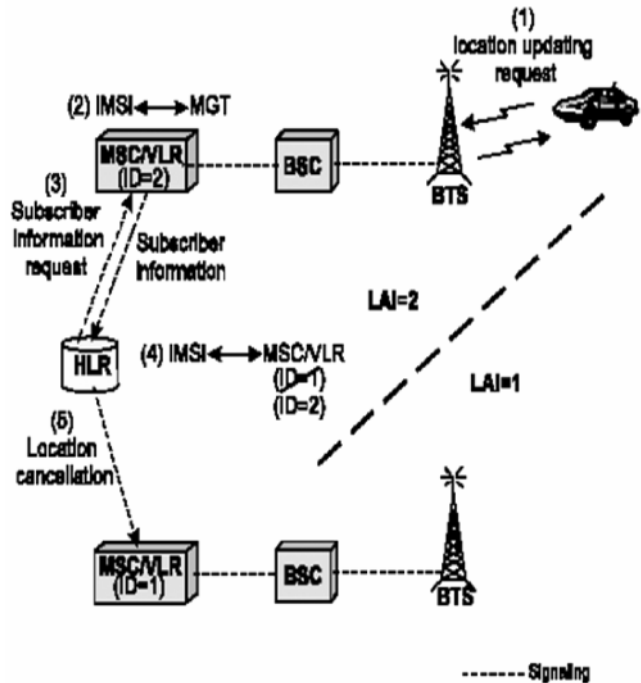 (1)
location updating
request
(2) IMSI MGT
MSC/VLR
(ID=2)
BSC
BTS
(3)
Subscriber
Information
request
Subscriber
Information
LAI=2
HLR
(4) IMSI MSC/VLR
(ID=1)
(ID=2)
LAI=1
(5)
Location
cancellation
MSC/VLR
(ID=1)
BSC
BTS
Signaling